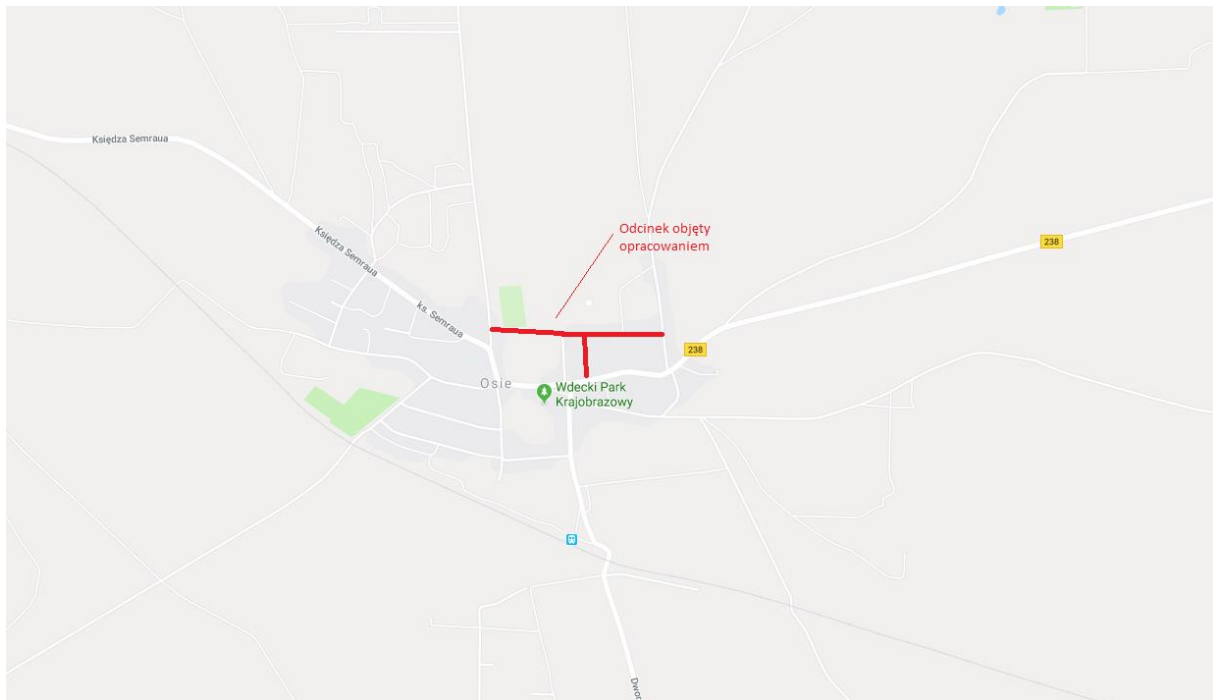 Księdza Semraua
Księdza Semraua
Odcinek objęty
opracowaniem
238
ks. Semraua
238
Osie
Wdecki Park
Krajobrazowy
Dwor